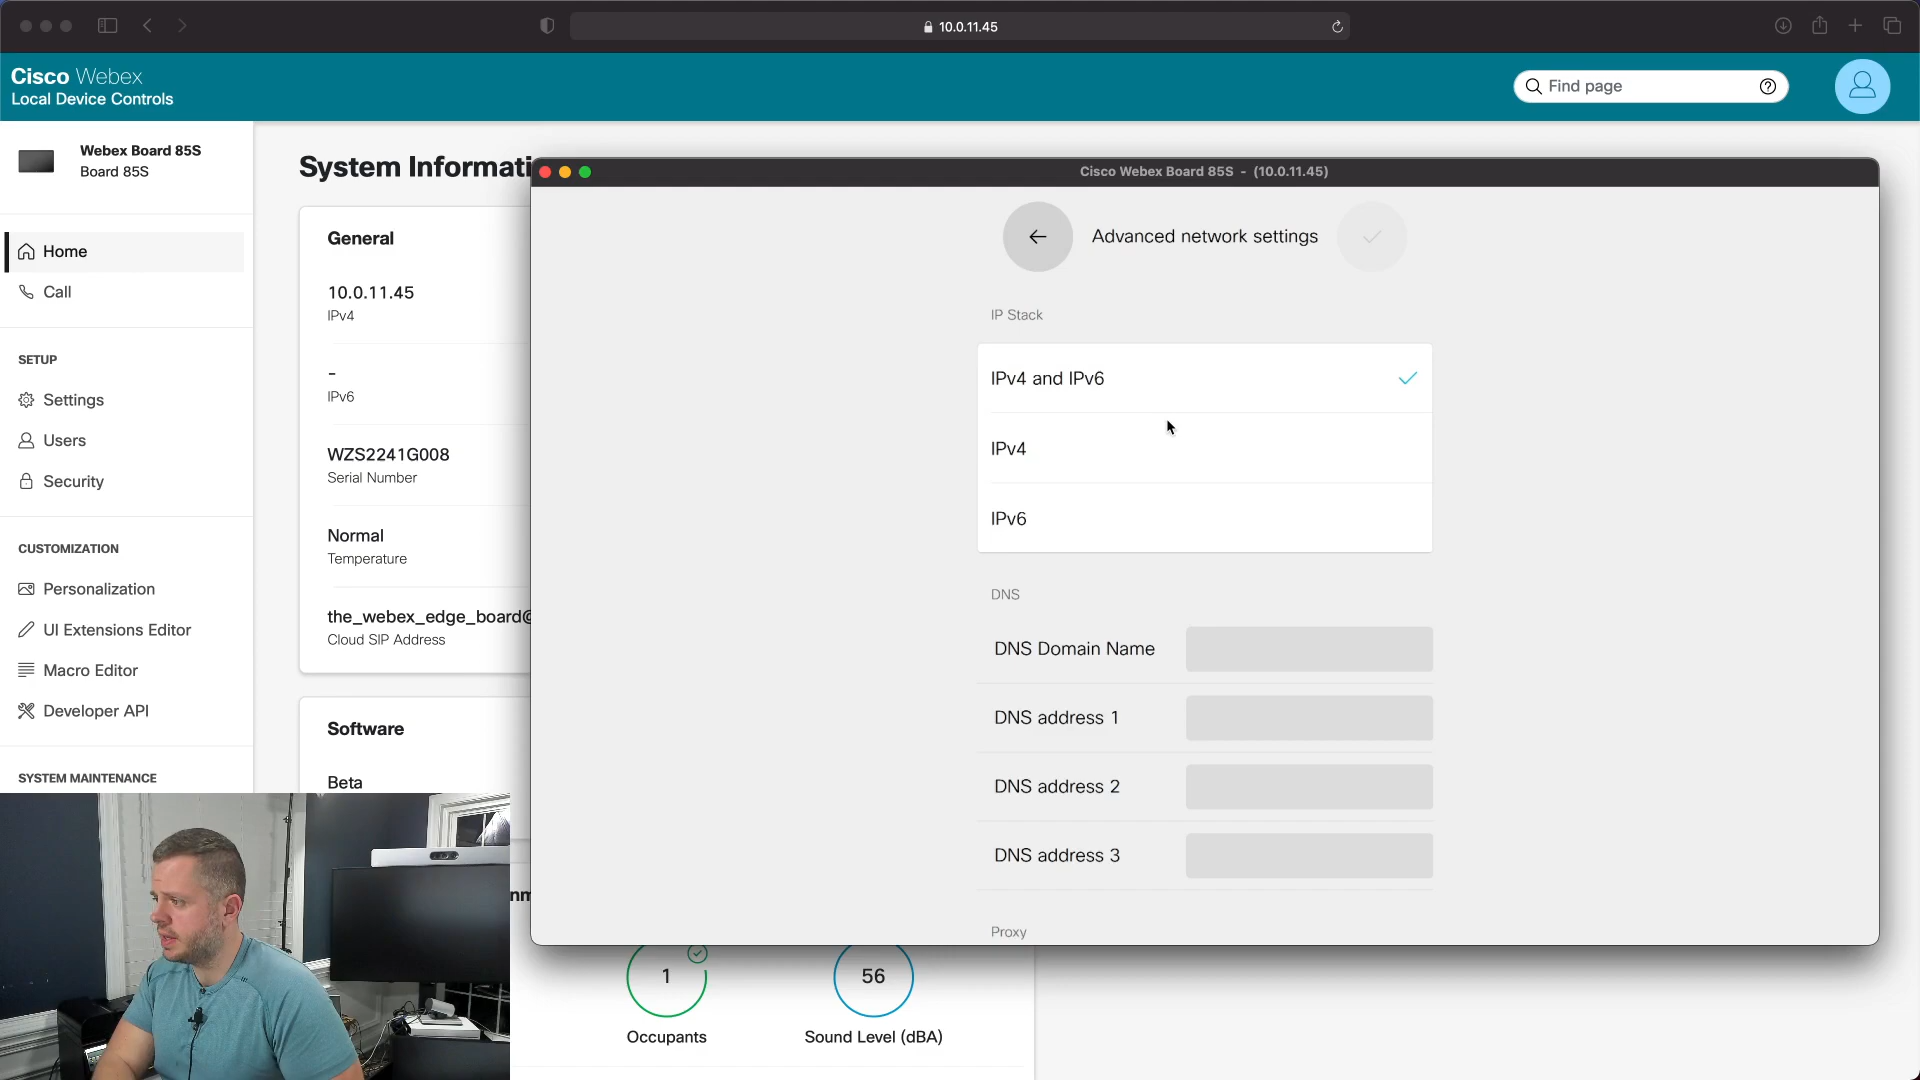 10.0.11.45
Cisco Webex
Local Device Controls
Find page
Webex Board 85S
Board 85S
Home
Call
SETUP
Settings
Users
Security
CUSTOMIZATION
Personalization
UI Extensions Editor
Macro Editor
Developer API
SYSTEM MAINTENANCE
System Informati
General
10.0.11.45
IPv4
-
IPv6
WZS2241G008
Serial Number
Normal
Temperature
the_webex_edge_board@
Cloud SIP Address
Software
Beta
nm
1
Occupants
56
Sound Level (dBA)
Cisco Webex Board 85S - (10.0.11.45)
Advanced network settings
IP Stack
IPv4 and IPv6
IPv4
IPv6
DNS
DNS Domain Name
DNS address 1
DNS address 2
DNS address 3
Proxy